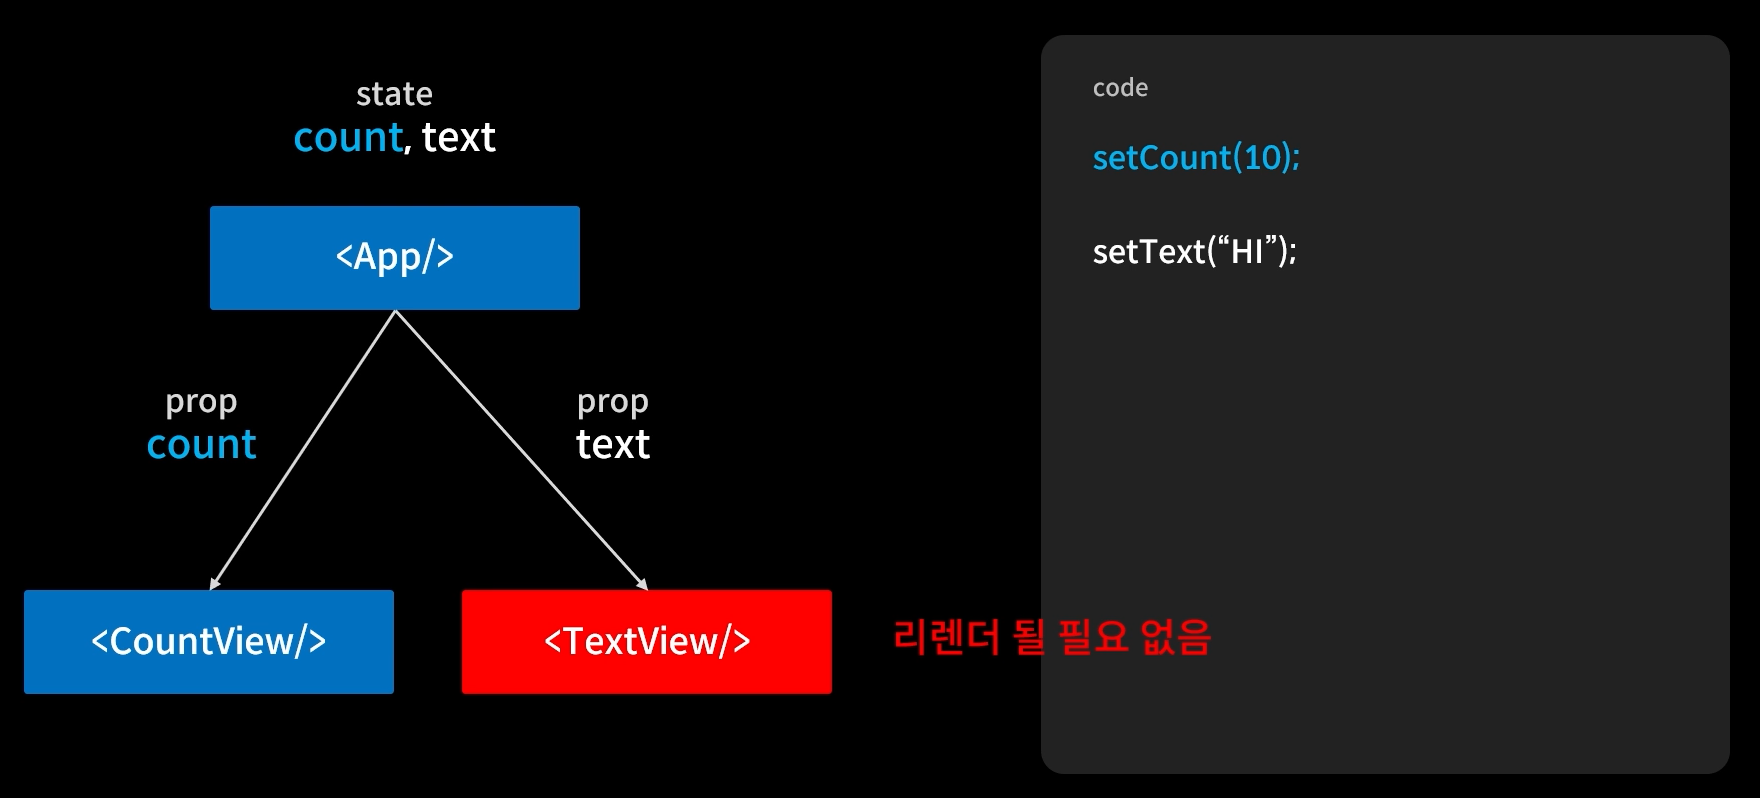 state
count, text
<App/>
prop
count
prop
text
<CountView/>
<TextView/>
리렌더 될 필요 없음
code
setCount(10);
setText(“HI”);